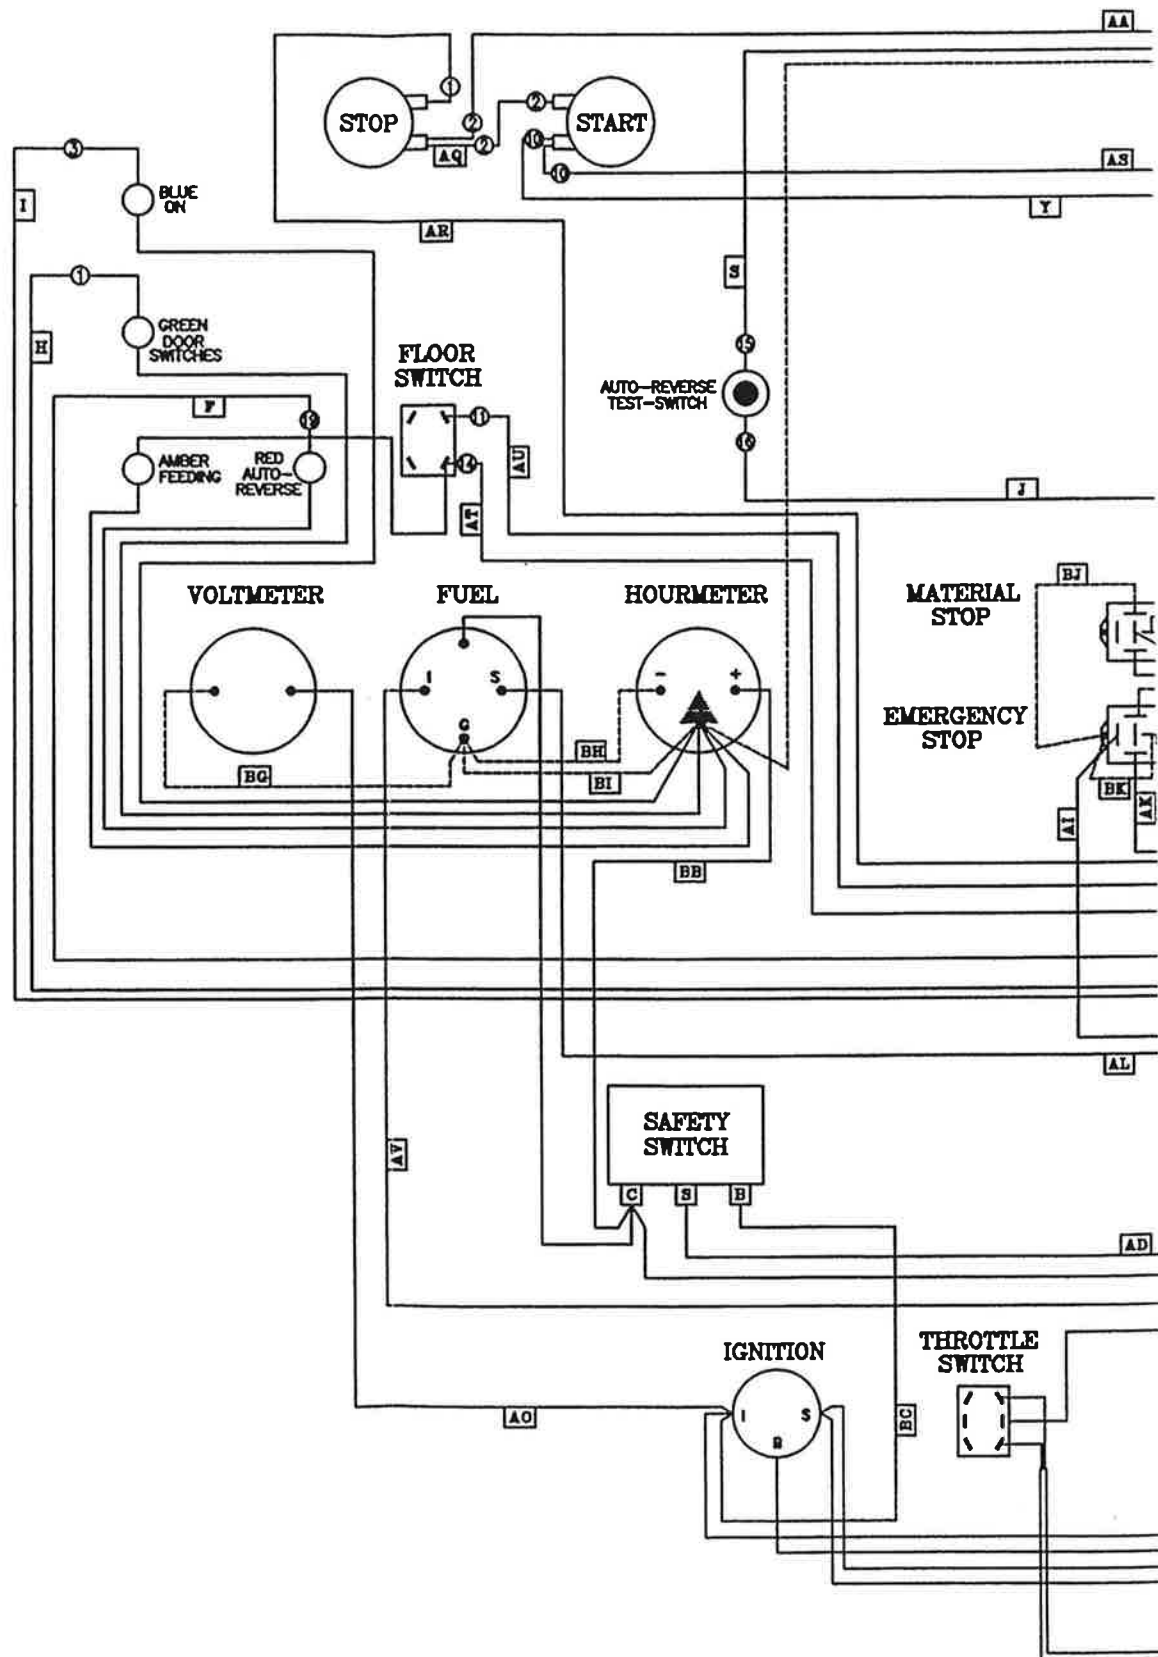 AA
1
STOP
2
2
START
2
AQ
10
10
AS
Y
3
I
BLUE
ON
AR
S
1
H
GREEN
DOOR
SWITCHES
FLOOR
SWITCH
15
AUTO-REVERSE
TEST-SWITCH
16
F
19
11
AMBER
FEEDING
RED
AUTO-
REVERSE
14
AU
AT
J
VOLTMETER
FUEL
HOURMETER
BJ
MATERIAL
STOP
I
S
G
-
+
EMERGENCY
STOP
BG
BH
BI
BK
AK
AI
BB
AL
SAFETY
SWITCH
AV
C
S
B
AD
IGNITION
THROTTLE
SWITCH
AO
I
S
B
BC